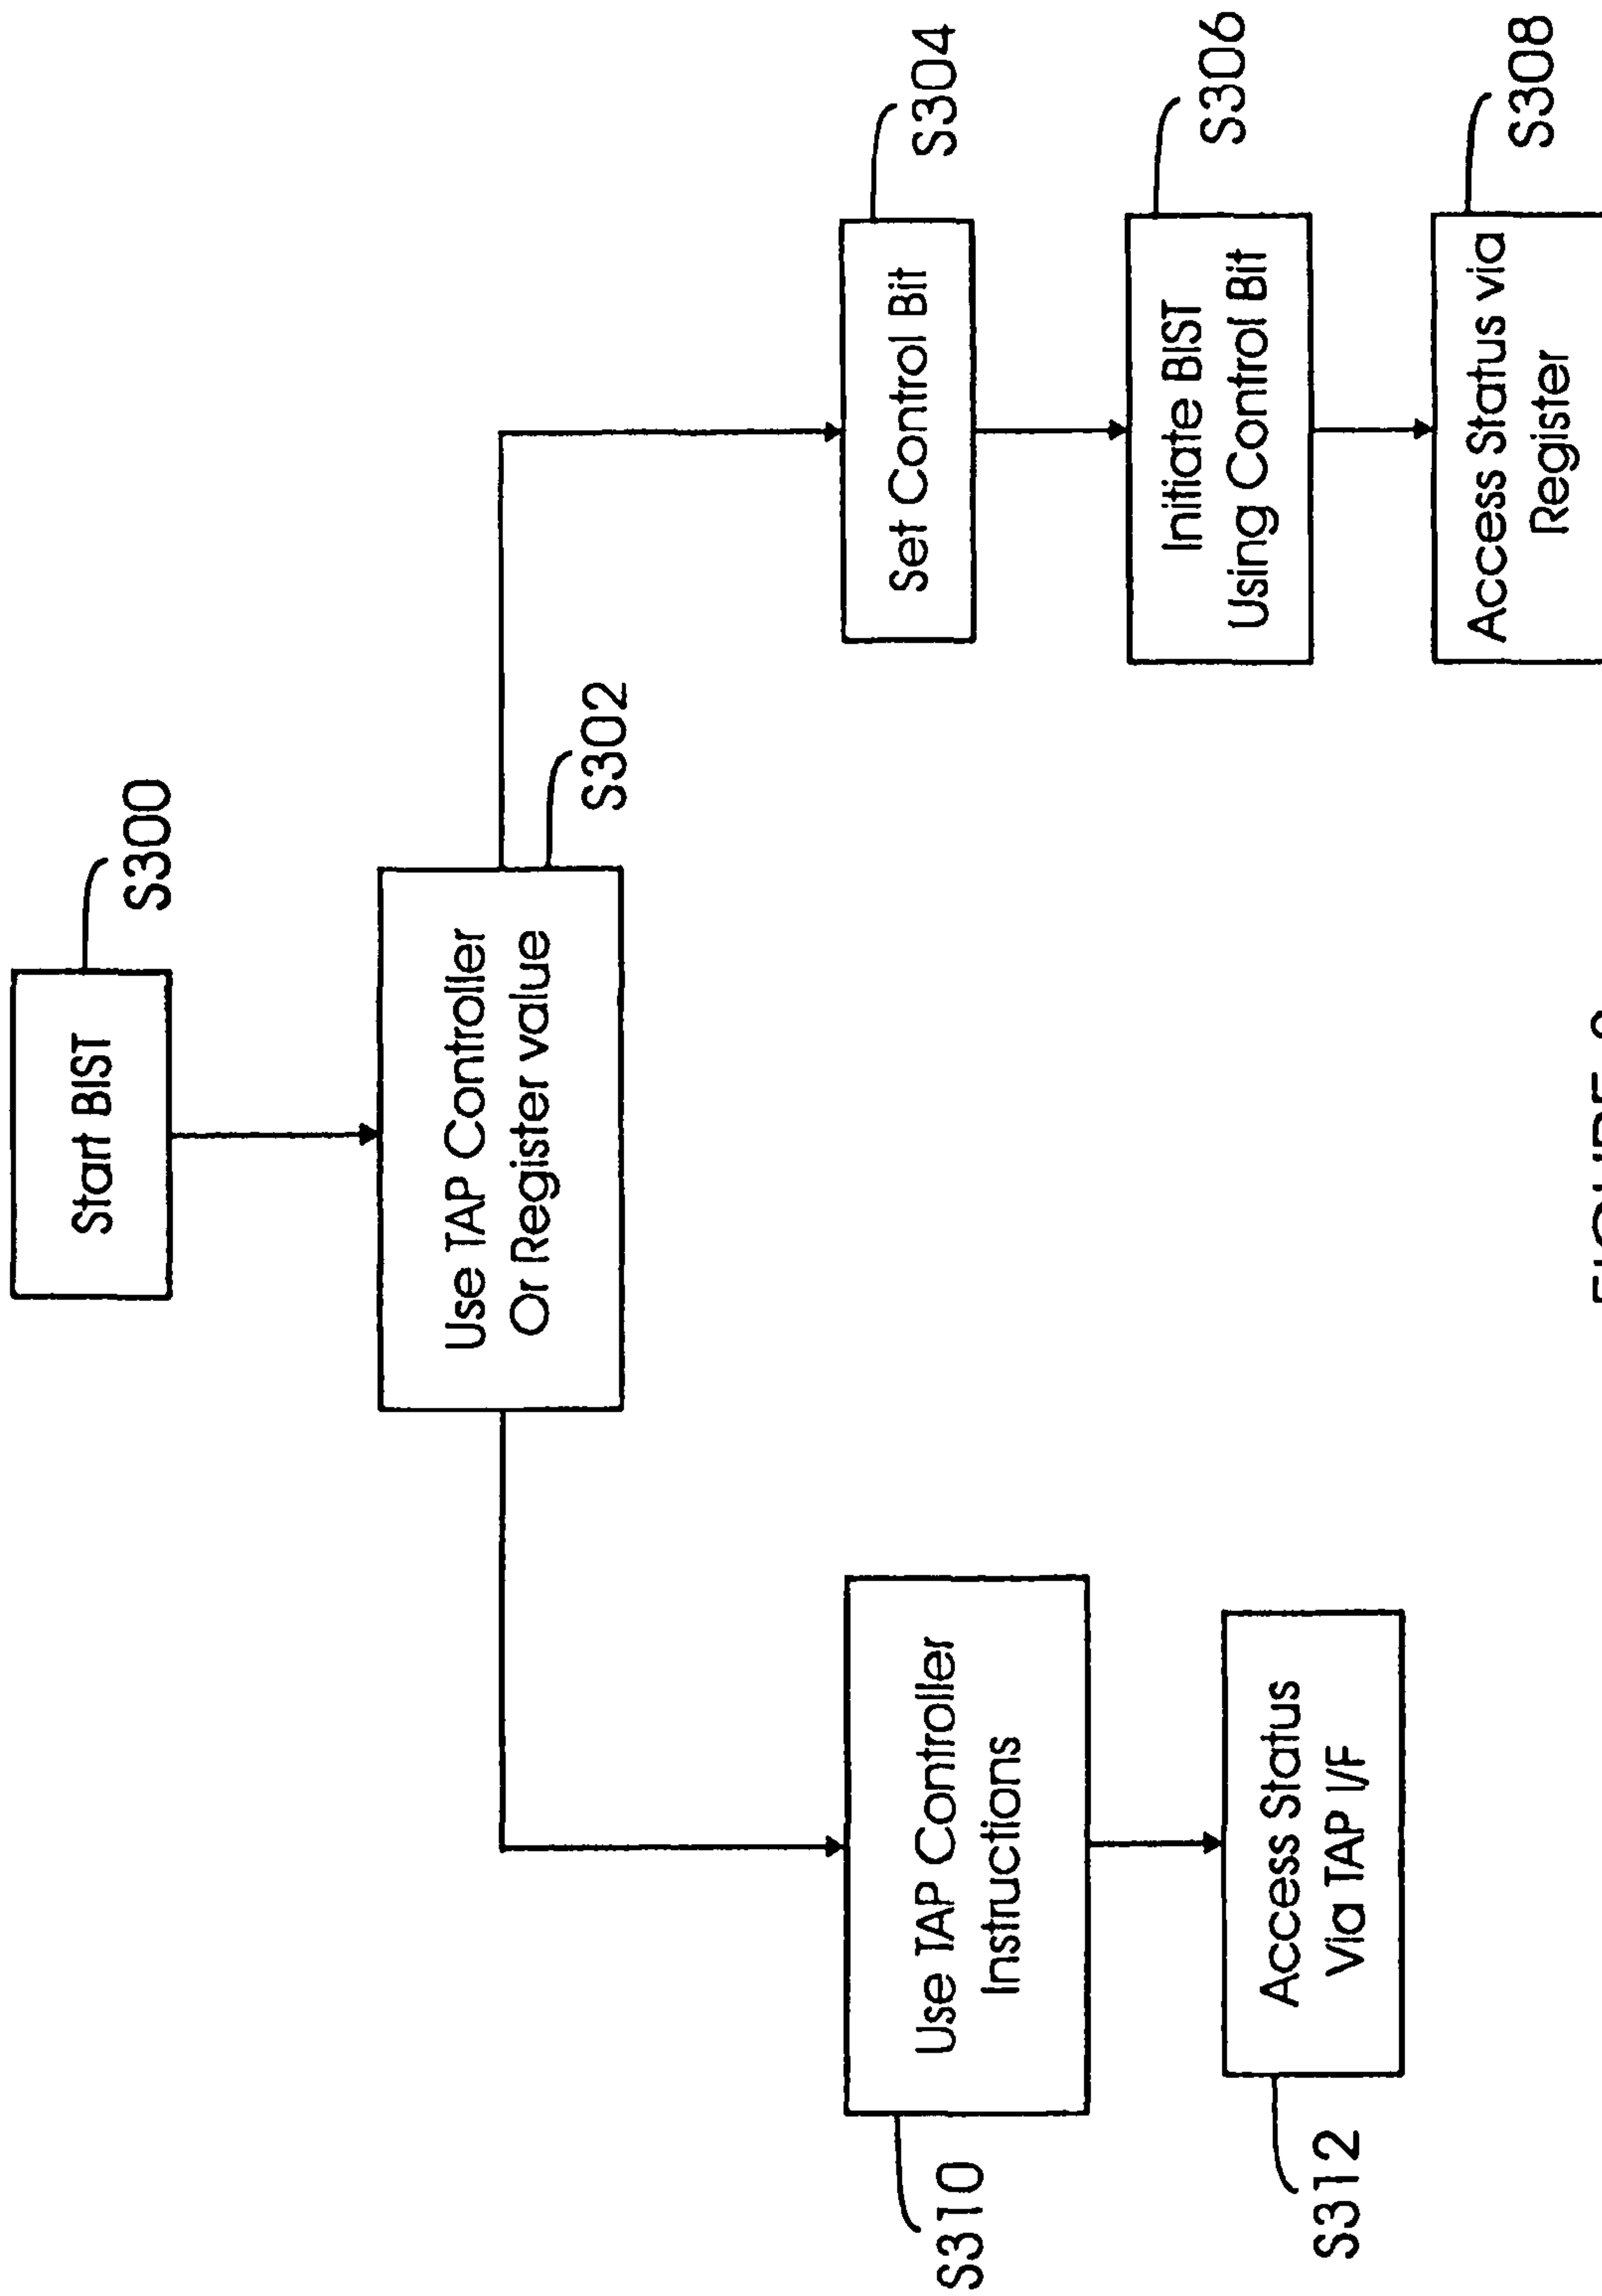 Start BIST
S300
Use TAP Controller
Or Register value
S302
Set Control Bit
S304
Initiate BIST
Using Control Bit
S306
Access Status via
Register
S308
Use TAP Controller
Instructions
S310
Access Status
Via TAP I/F
S312
FIGURE